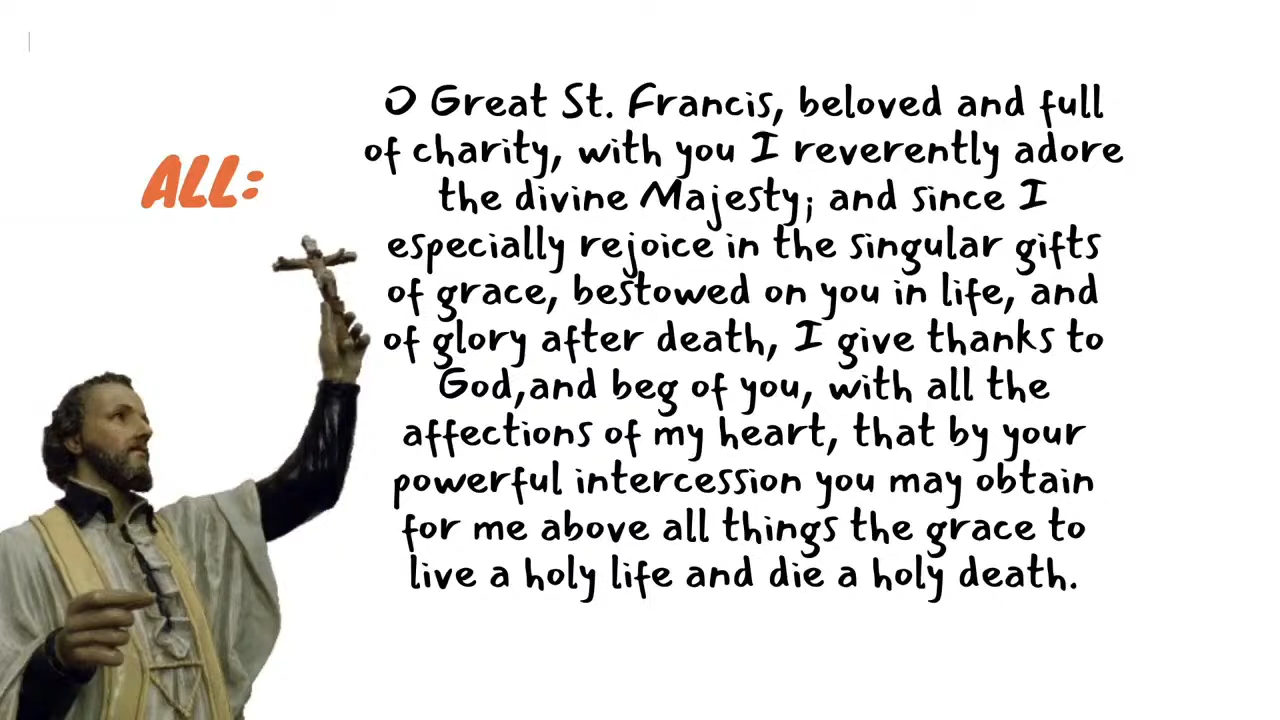 ALL:
O Great St. Francis, beloved and full
of charity, with you I reverently adore
the divine Majesty; and since I
especially rejoice in the singular gifts
of grace, bestowed on you in life, and
of glory after death, I give thanks to
God,and beg of you, with all the
affections of my heart, that by your
powerful intercession you may obtain
for me above all things the grace to
live a holy life and die a holy death.